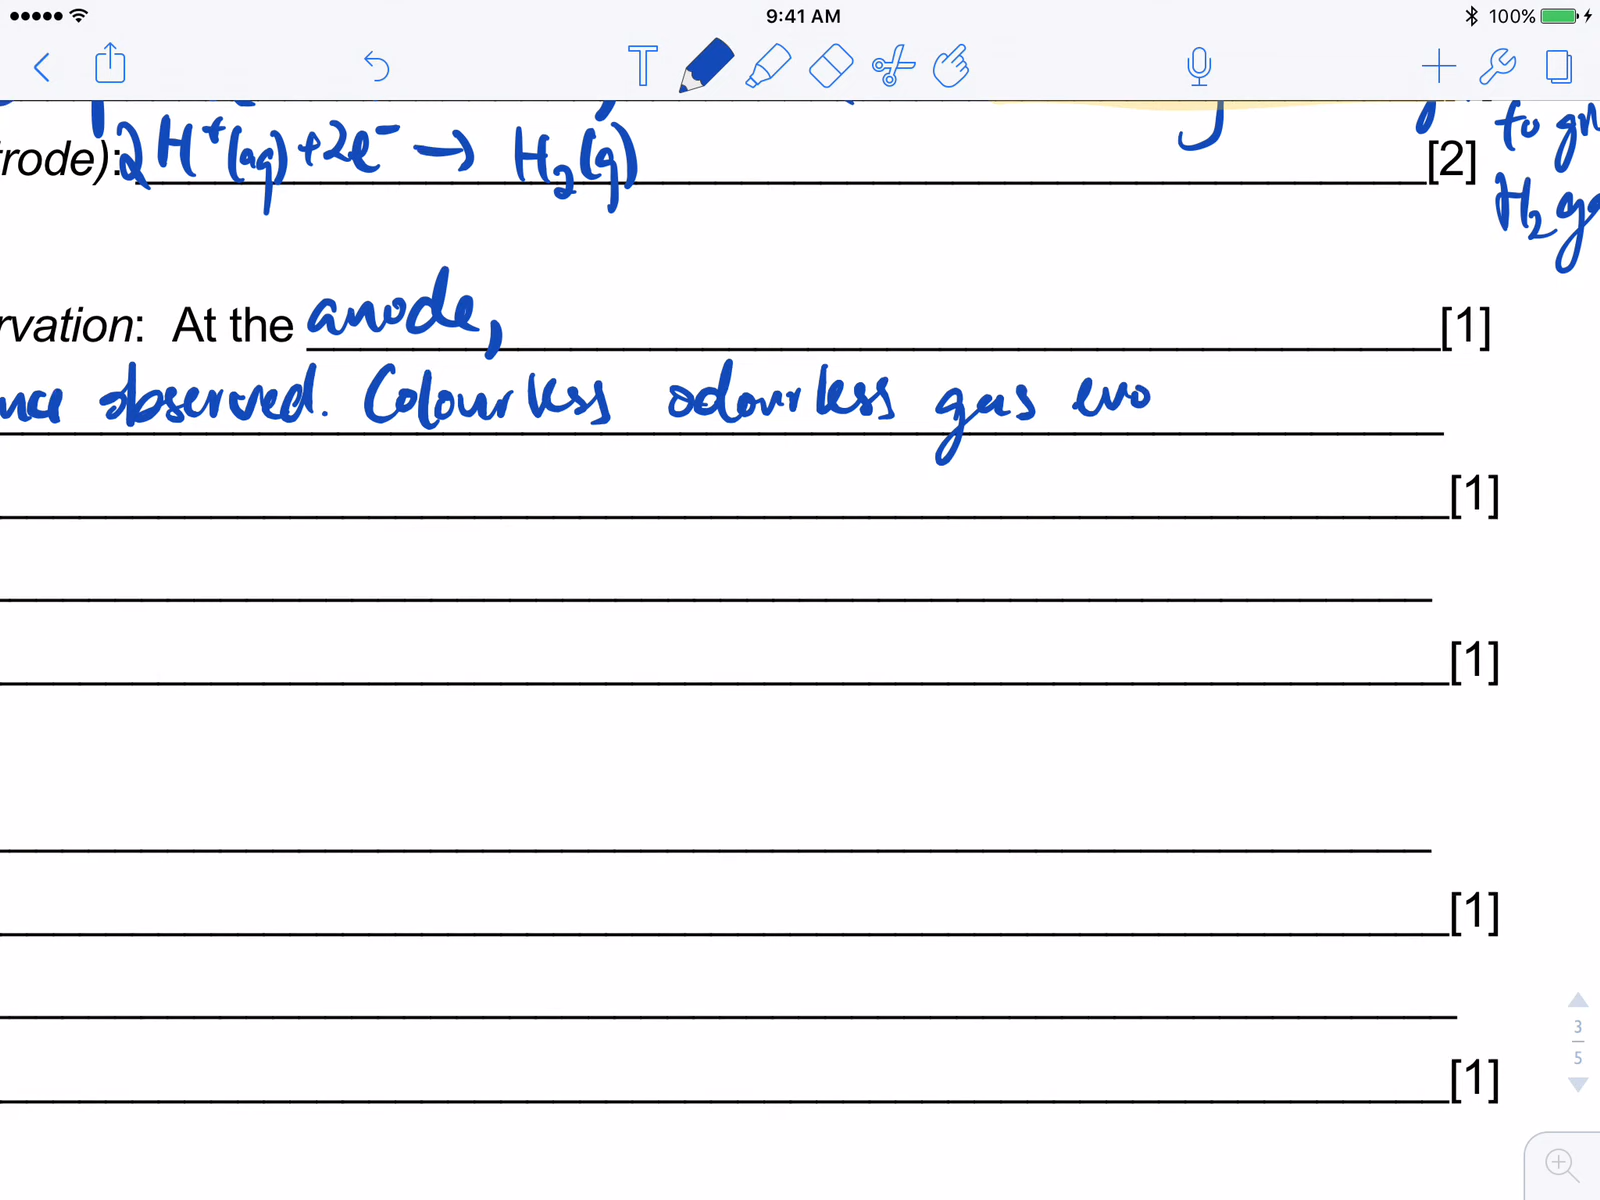 9:41 AM
100%
T
to
rode): 2H⁺(aq) + 2e⁻ → H₂(g) [2]
H₂ ga
rvation: At the anode, [1]
nce observed. Colourless odourless gas evo
[1]
[1]
[1]
3
5
[1]